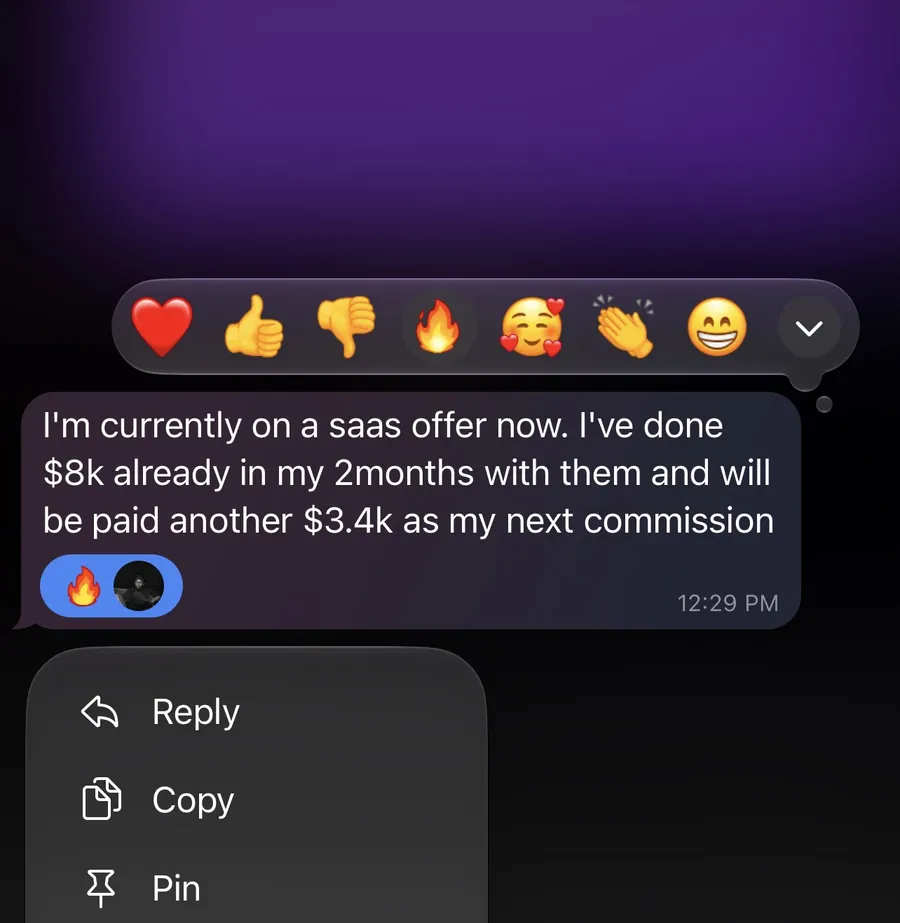 I'm currently on a saas offer now. I've done
$8k already in my 2months with them and will
be paid another $3.4k as my next commission
12:29 PM
Reply
Copy
Pin